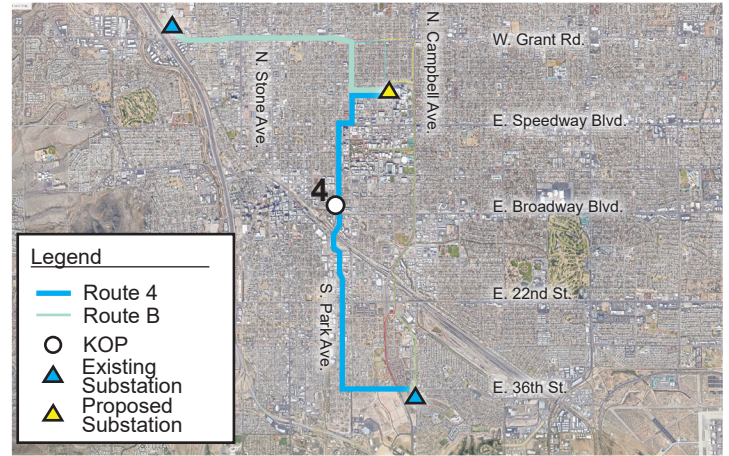 W. Grant Rd.
N. Stone Ave.
N. Campbell Ave.
E. Speedway Blvd.
4
E. Broadway Blvd.
Legend
Route 4
Route B
KOP
Existing
Substation
Proposed
Substation
S. Park Ave.
E. 22nd St.
E. 36th St.